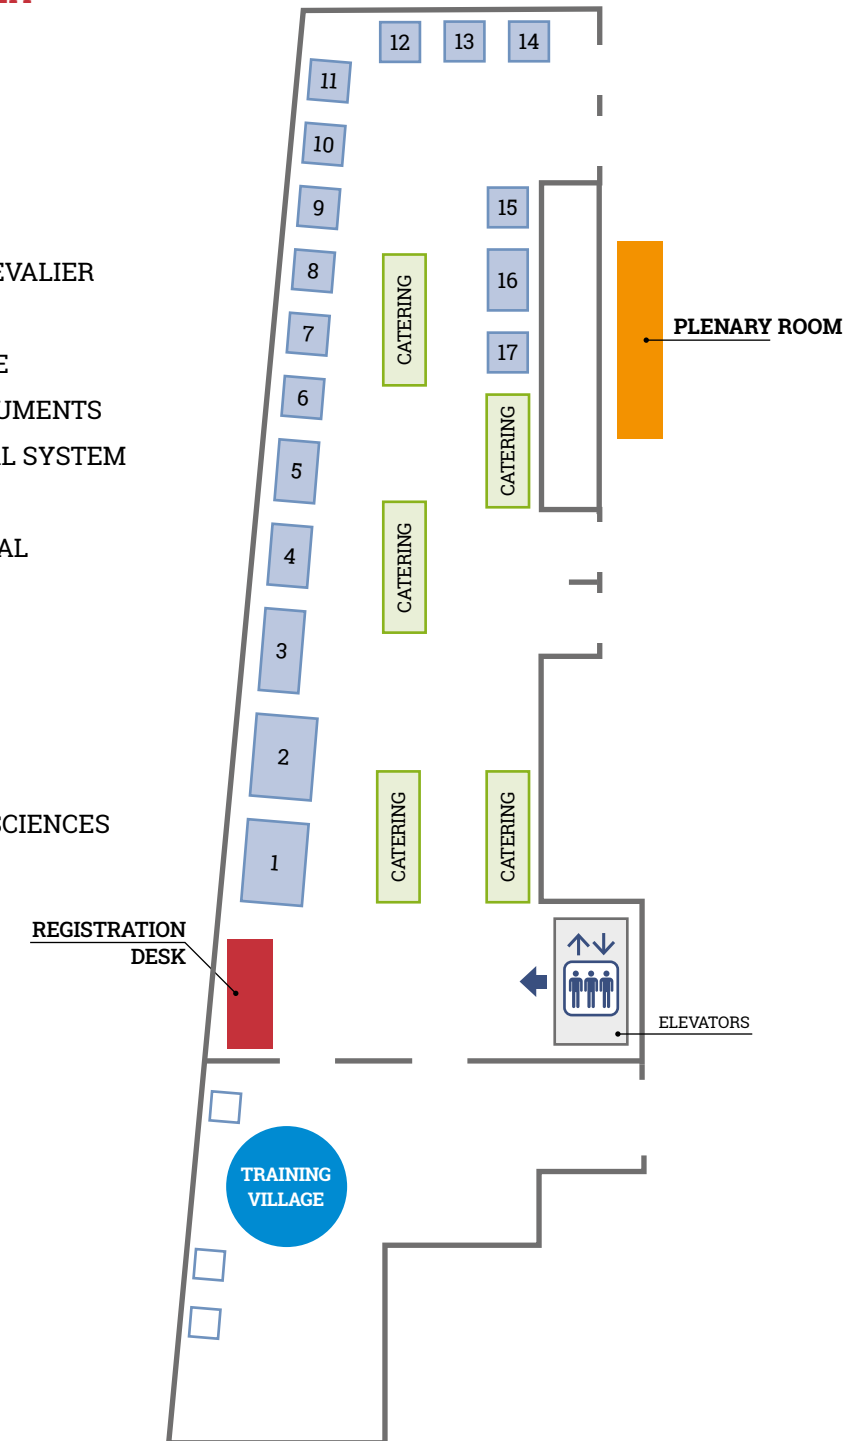 12
13
14
11
10
9
15
8
EVALIER
16
CATERING
7
PLENARY ROOM
17
E
6
UMENTS
CATERING
5
L SYSTEM
4
AL
CATERING
3
2
SCIENCES
CATERING
CATERING
1
REGISTRATION
DESK
ELEVATORS
TRAINING
VILLAGE